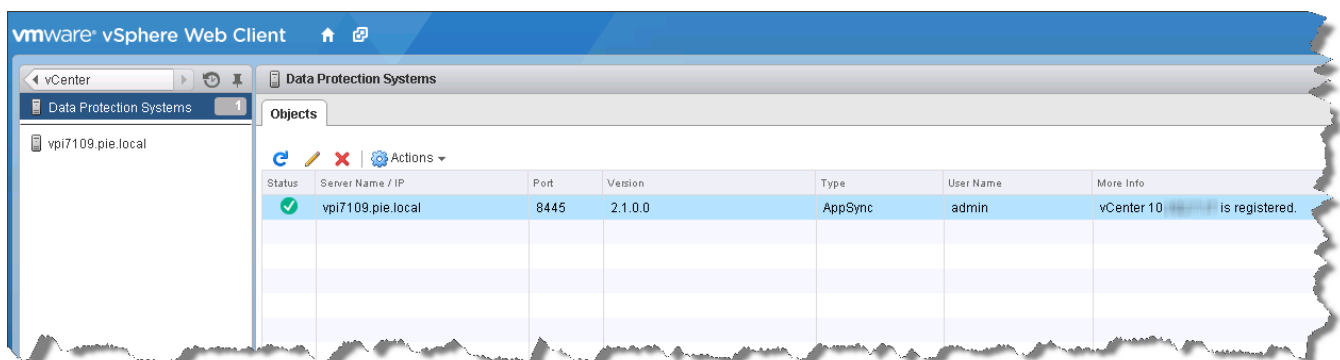 vmware® vSphere Web Client
vCenter
Data Protection Systems 1
vpi7109.pie.local
Data Protection Systems
Objects
Actions
Status Server Name / IP Port Version Type User Name More Info
vpi7109.pie.local 8445 2.1.0.0 AppSync admin vCenter 10 is registered.